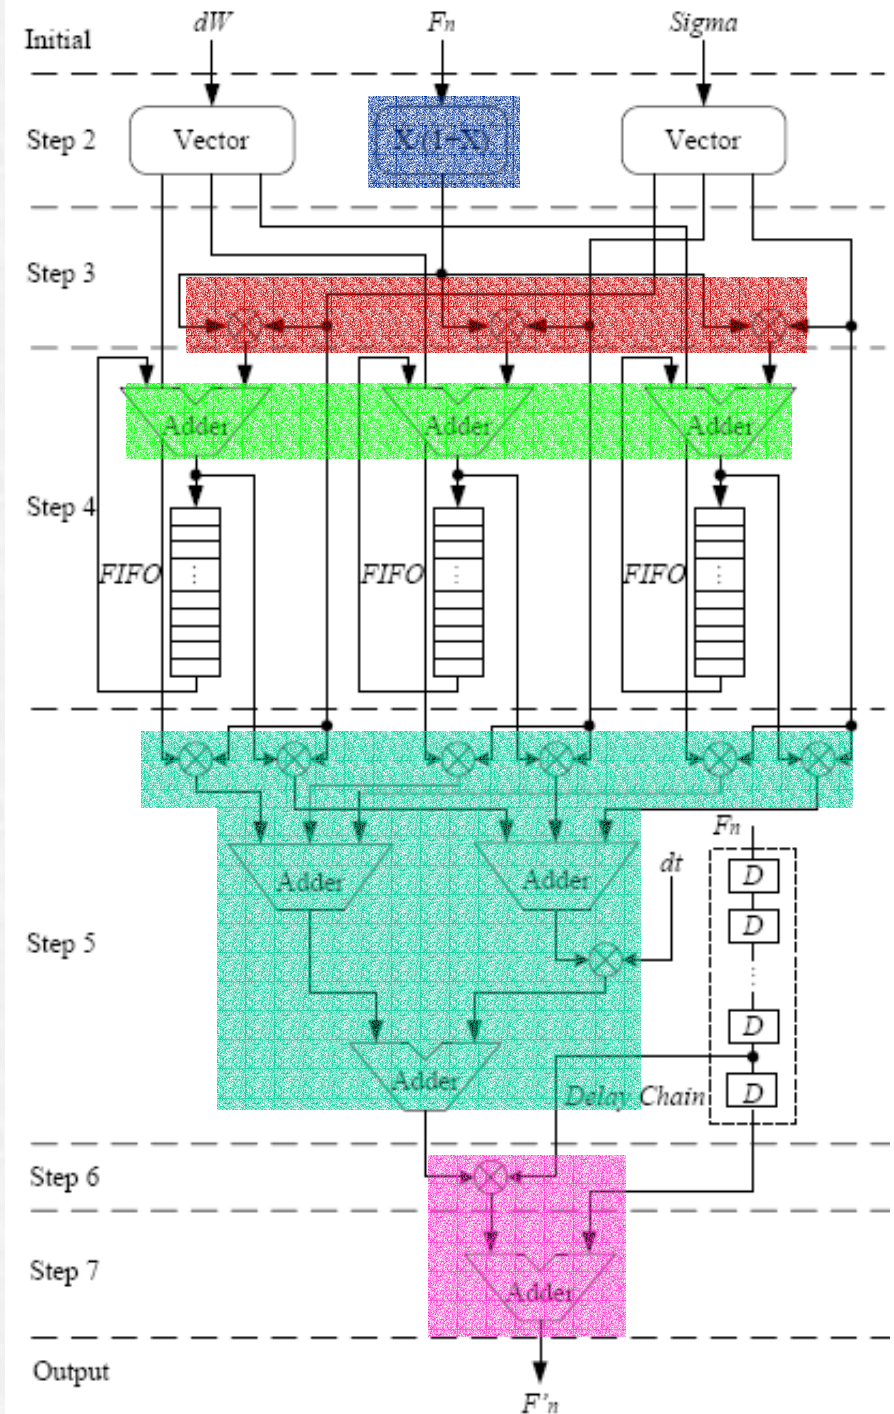 Initial
dW
Fn
Sigma
Step 2
Vector
X/(1+X)
Vector
Step 3
Adder
Adder
Adder
Step 4
FIFO
FIFO
FIFO
Fn
Adder
Adder
dt
D
D
Step 5
D
Adder
Delay Chain
D
Step 6
Step 7
Adder
Output
F'n